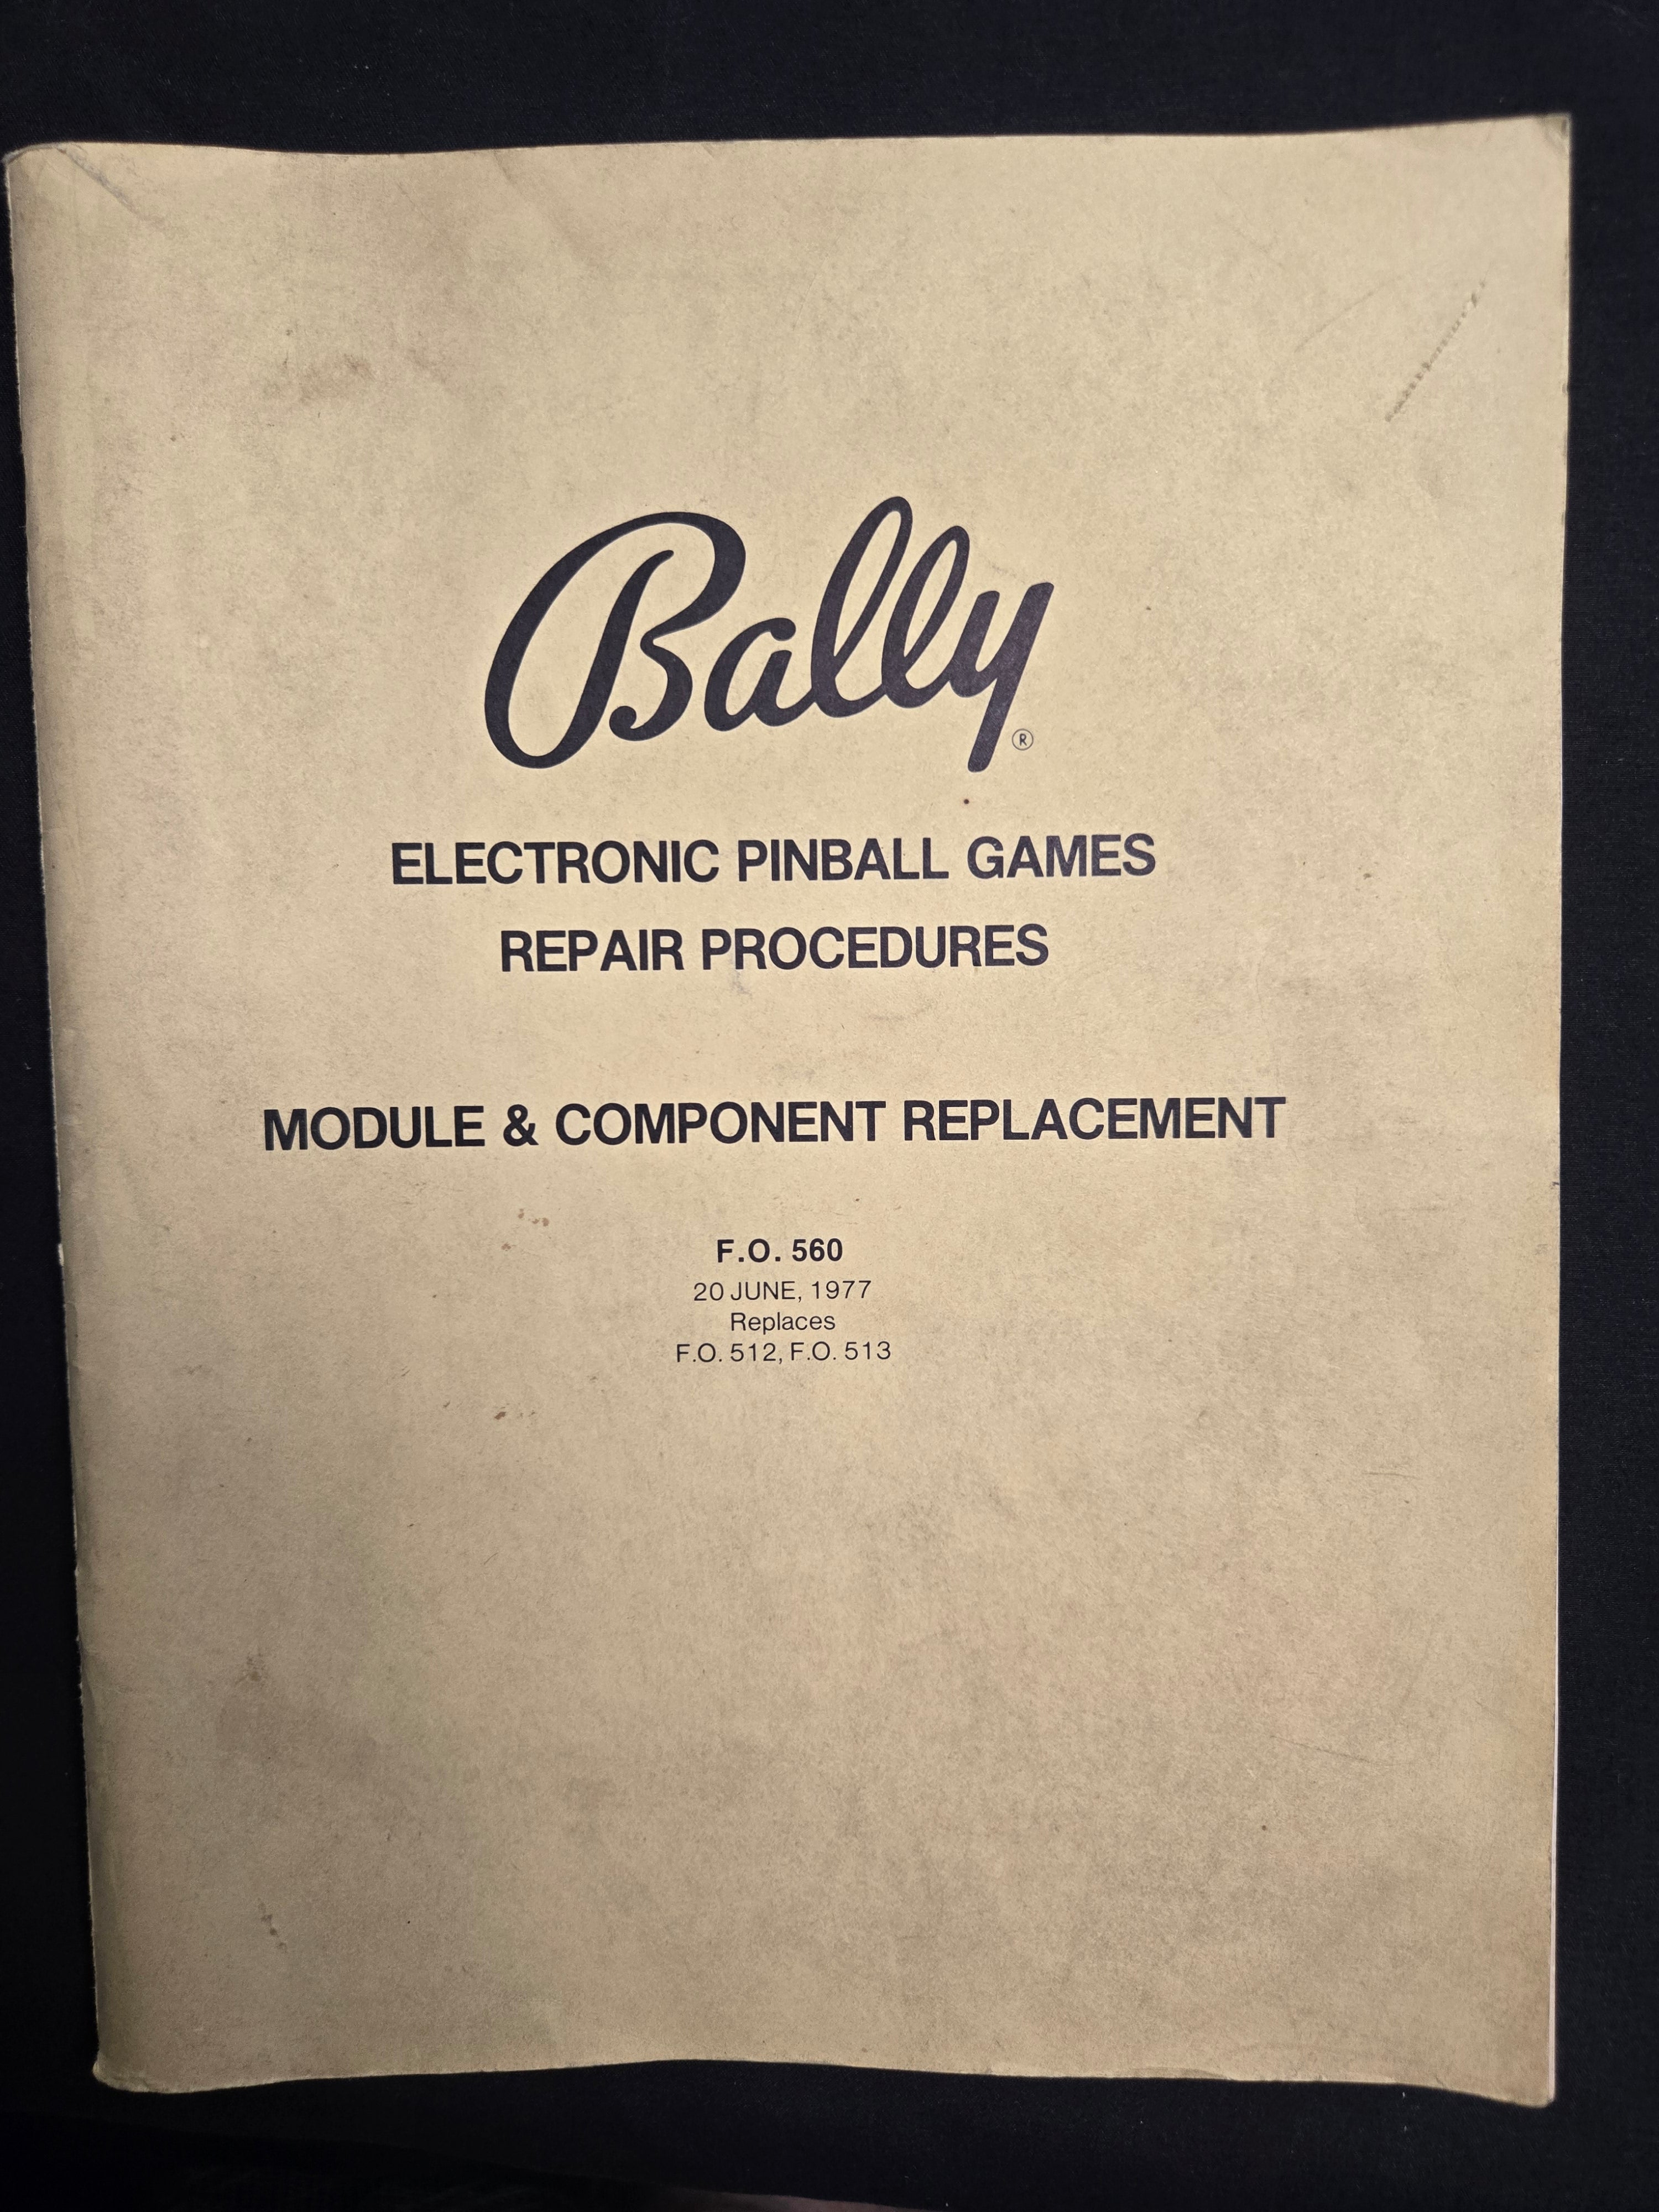 Bally®
ELECTRONIC PINBALL GAMES
REPAIR PROCEDURES
MODULE & COMPONENT REPLACEMENT
F.O. 560
20 JUNE, 1977
Replaces
F.O. 512, F.O. 513